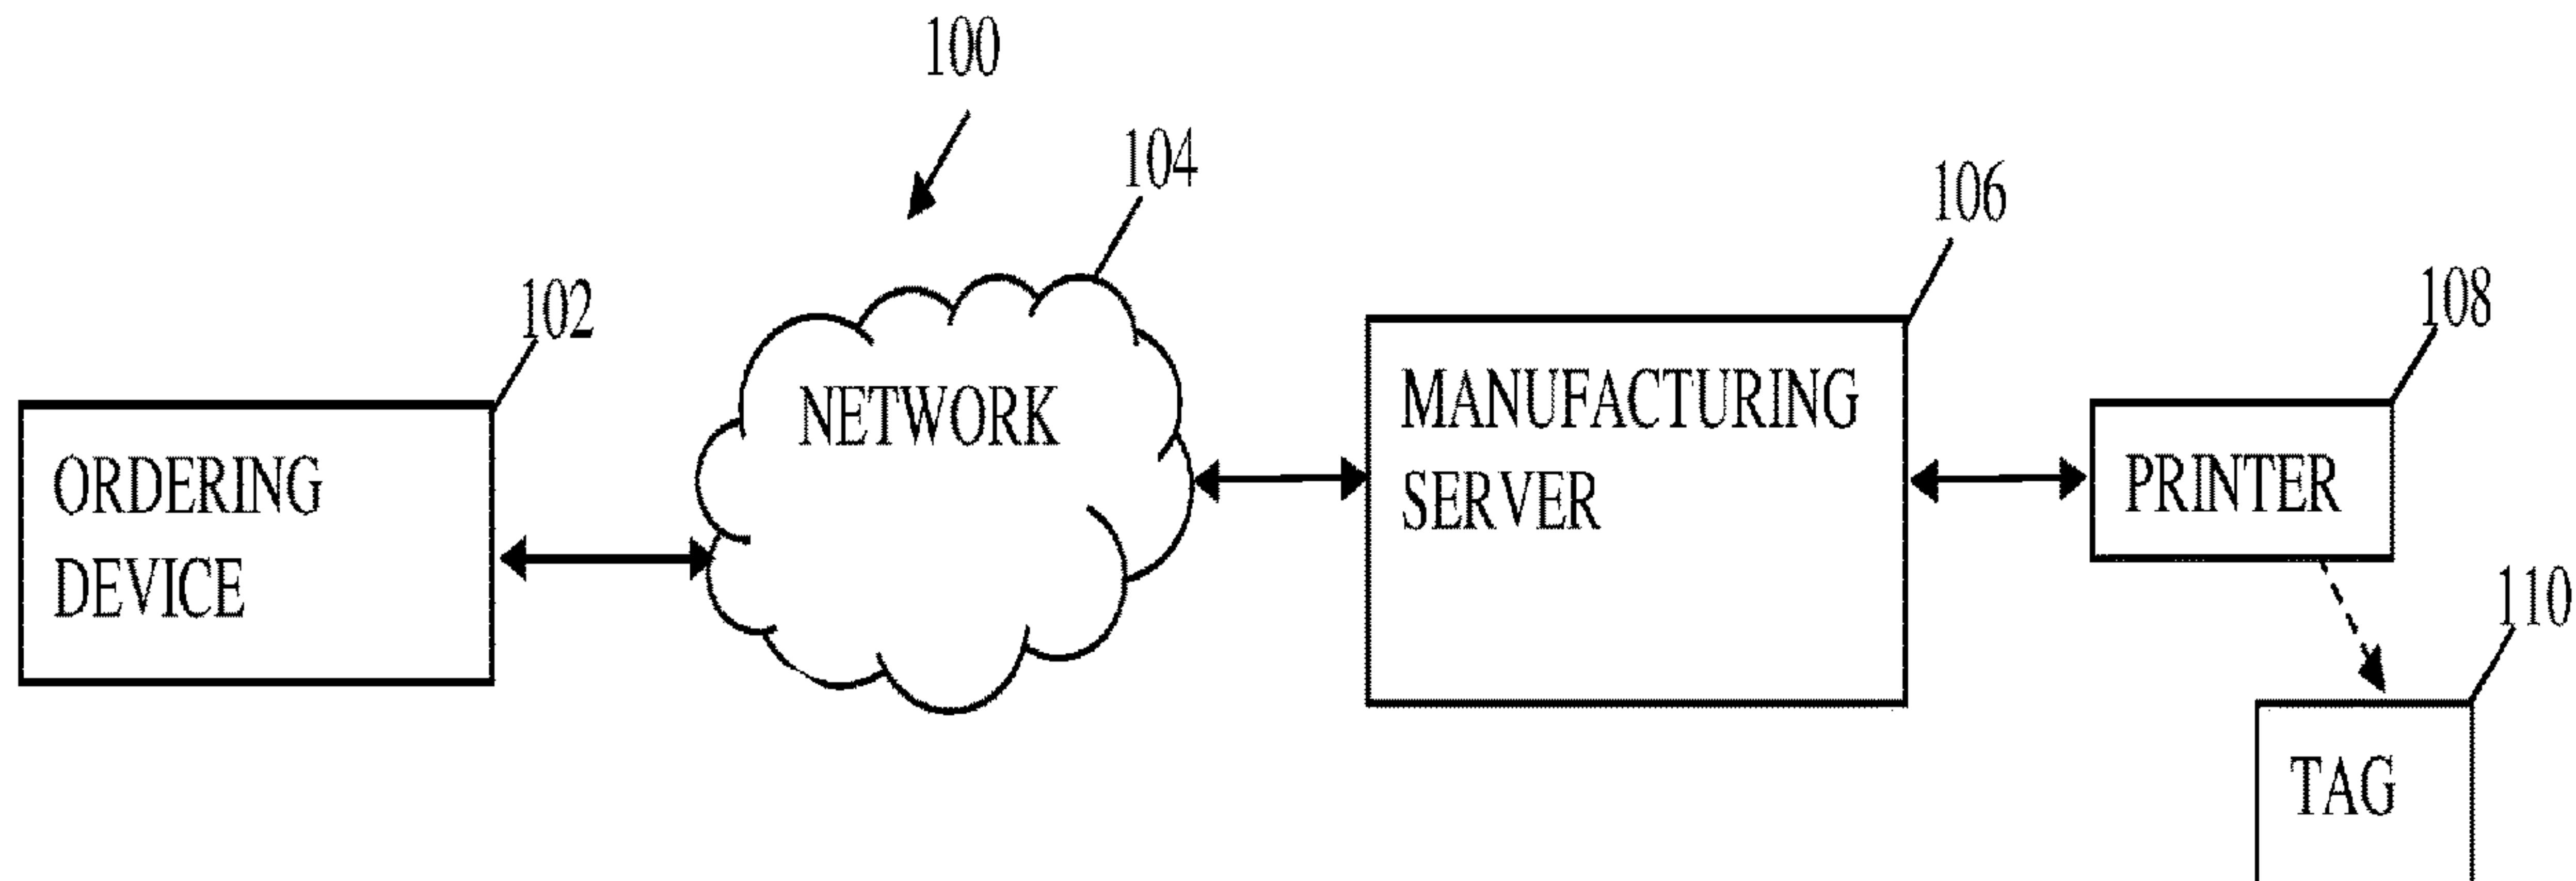 100
104
106
102
108
NETWORK
MANUFACTURING
SERVER
ORDERING
DEVICE
PRINTER
110
TAG